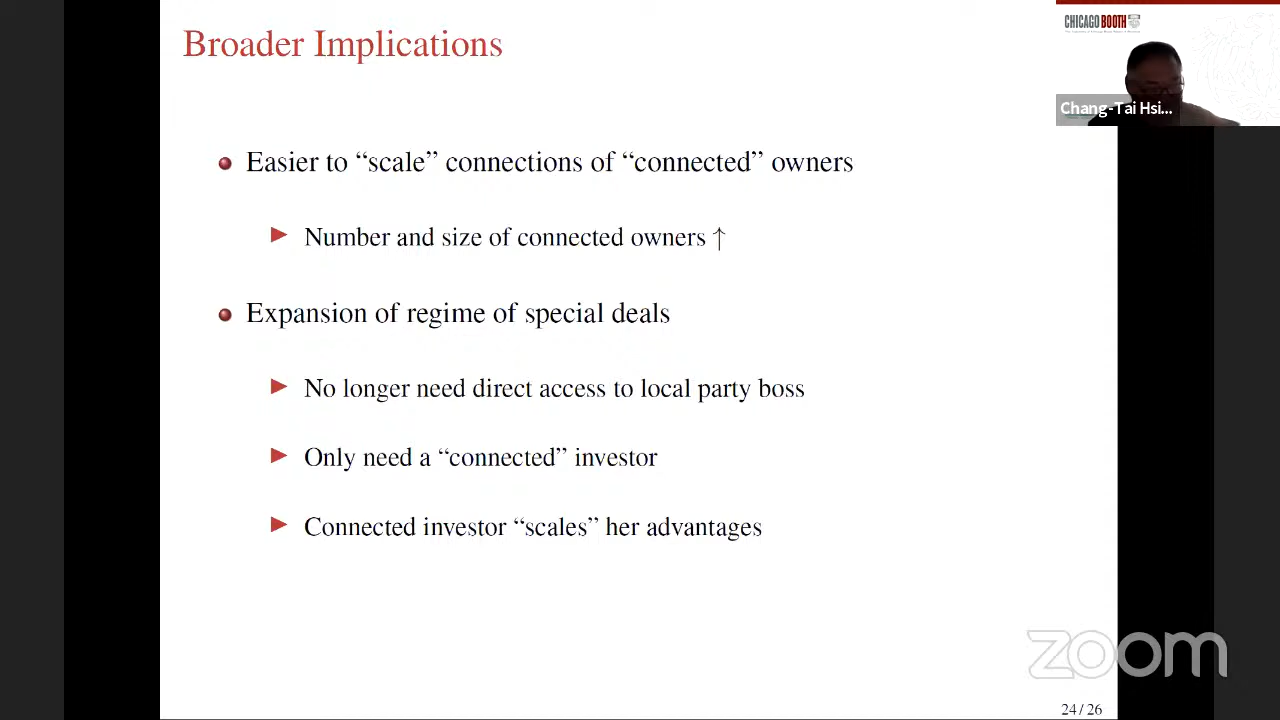 Broader Implications
CHICAGO BOOTH
Chang-Tai Hsi...
Easier to “scale” connections of “connected” owners
Number and size of connected owners ↑
Expansion of regime of special deals
No longer need direct access to local party boss
Only need a “connected” investor
Connected investor “scales” her advantages
zoom
24 / 26